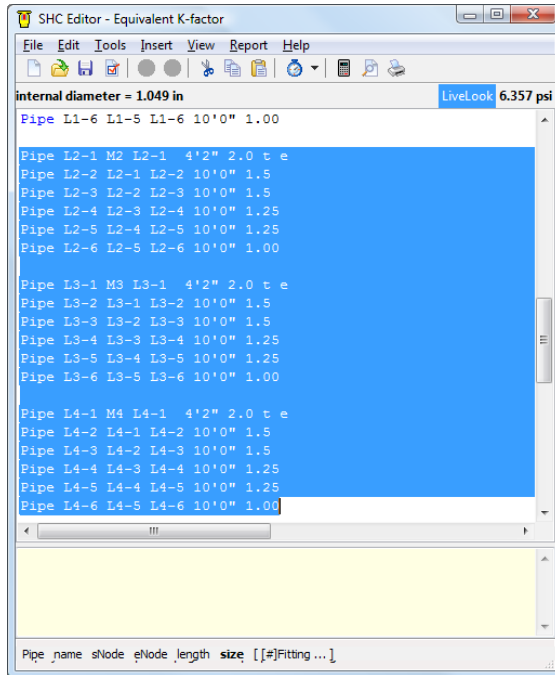 SHC Editor - Equivalent K-factor
File Edit Tools Insert View Report Help
internal diameter = 1.049 in LiveLook 6.357 psi
Pipe L1-6 L1-5 L1-6 10'0" 1.00
Pipe L2-1 M2 L2-1  4'2" 2.0 t e
Pipe L2-2 L2-1 L2-2 10'0" 1.5
Pipe L2-3 L2-2 L2-3 10'0" 1.5
Pipe L2-4 L2-3 L2-4 10'0" 1.25
Pipe L2-5 L2-4 L2-5 10'0" 1.25
Pipe L2-6 L2-5 L2-6 10'0" 1.00
Pipe L3-1 M3 L3-1  4'2" 2.0 t e
Pipe L3-2 L3-1 L3-2 10'0" 1.5
Pipe L3-3 L3-2 L3-3 10'0" 1.5
Pipe L3-4 L3-3 L3-4 10'0" 1.25
Pipe L3-5 L3-4 L3-5 10'0" 1.25
Pipe L3-6 L3-5 L3-6 10'0" 1.00
Pipe L4-1 M4 L4-1  4'2" 2.0 t e
Pipe L4-2 L4-1 L4-2 10'0" 1.5
Pipe L4-3 L4-2 L4-3 10'0" 1.5
Pipe L4-4 L4-3 L4-4 10'0" 1.25
Pipe L4-5 L4-4 L4-5 10'0" 1.25
Pipe L4-6 L4-5 L4-6 10'0" 1.00
Pipe name sNode eNode length size [ [#]Fitting ... ]